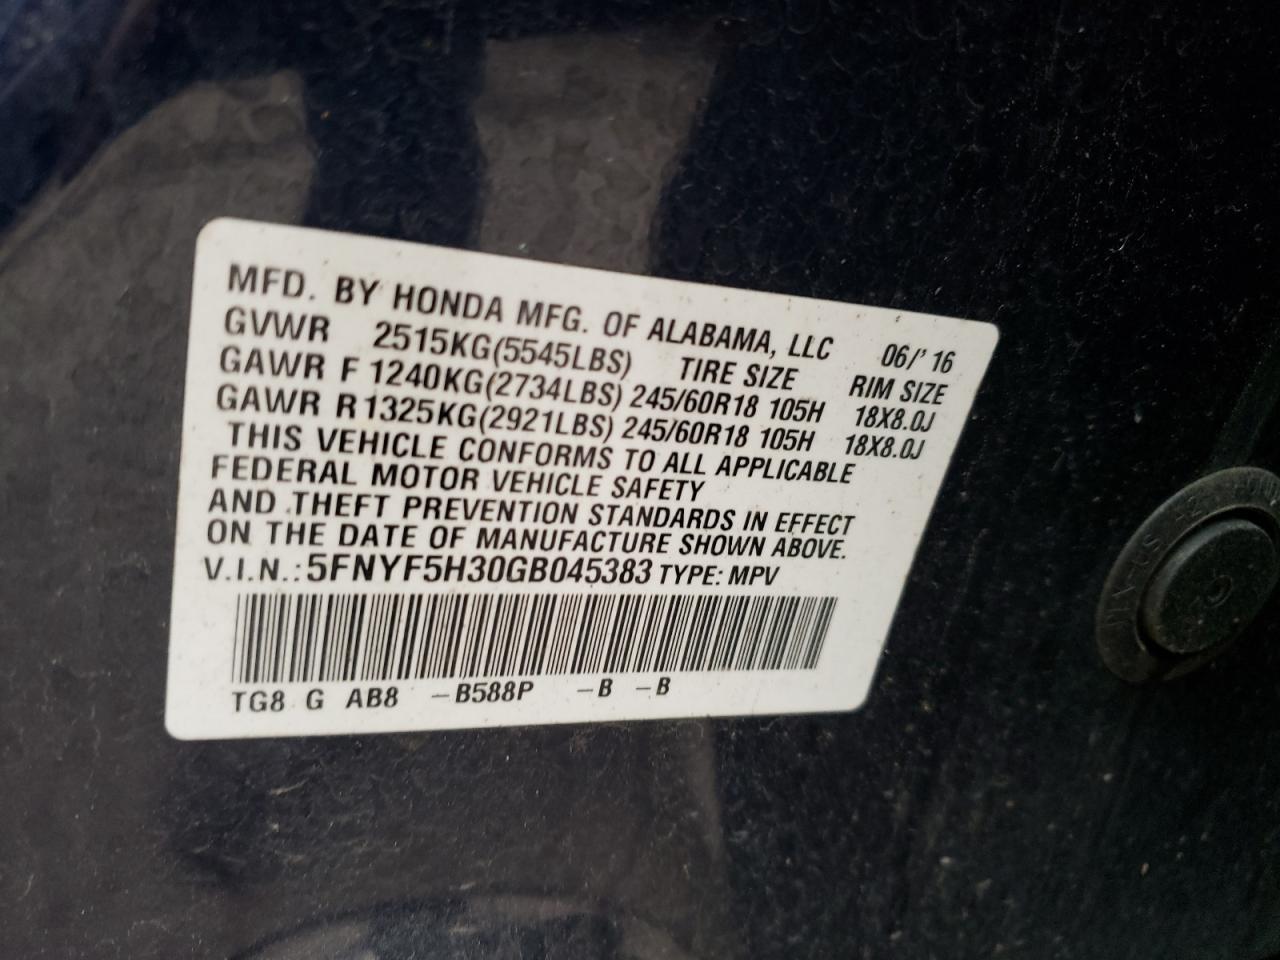 MFD. BY HONDA MFG. OF ALABAMA, LLC 06/' 16
GVWR 2515KG(5545LBS) TIRE SIZE RIM SIZE
GAWR F 1240KG(2734LBS) 245/60R18 105H 18X8.0J
GAWR R 1325KG(2921LBS) 245/60R18 105H 18X8.0J
THIS VEHICLE CONFORMS TO ALL APPLICABLE
FEDERAL MOTOR VEHICLE SAFETY
AND THEFT PREVENTION STANDARDS IN EFFECT
ON THE DATE OF MANUFACTURE SHOWN ABOVE.
V.I.N.: 5FNYF5H30GB045383 TYPE: MPV
TG8 G AB8 -B588P -B -B